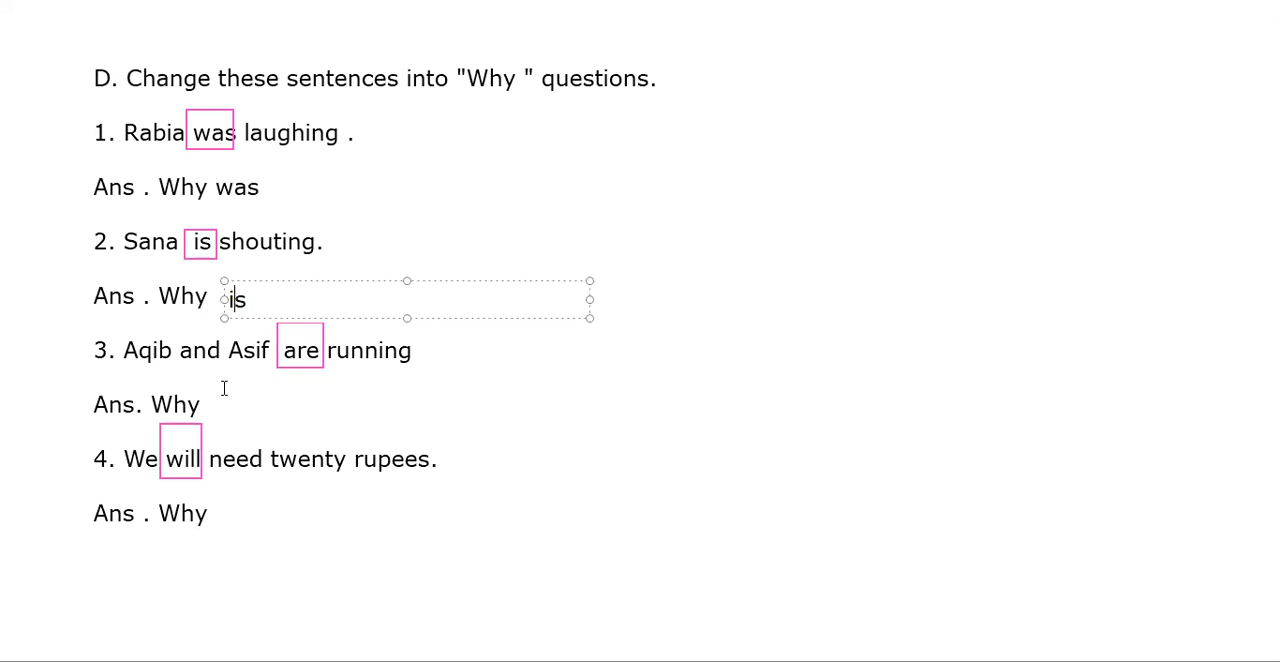 D. Change these sentences into "Why " questions.
1. Rabia was laughing .
Ans . Why was
2. Sana is shouting.
Ans . Why is
3. Aqib and Asif are running
Ans. Why
4. We will need twenty rupees.
Ans . Why